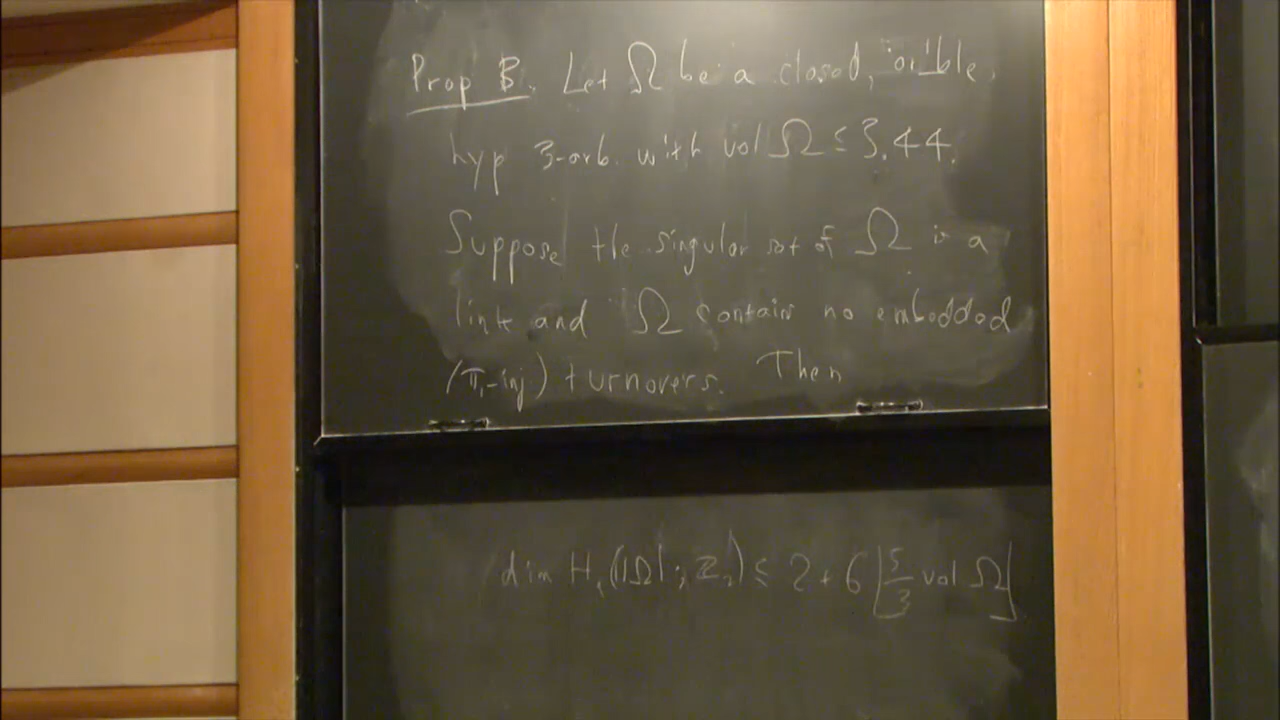 Prop B. Let Ω be a closed, or'ble,
hyp 3-orb. with vol Ω ≤ 3.44.
Suppose the singular set of Ω is a
link and Ω contains no embedded
(π₁-inj) turnovers. Then
dim H₁(|Ω|; ℤ₂) ≤ 2 + 6 ⌊5/3 vol Ω⌋